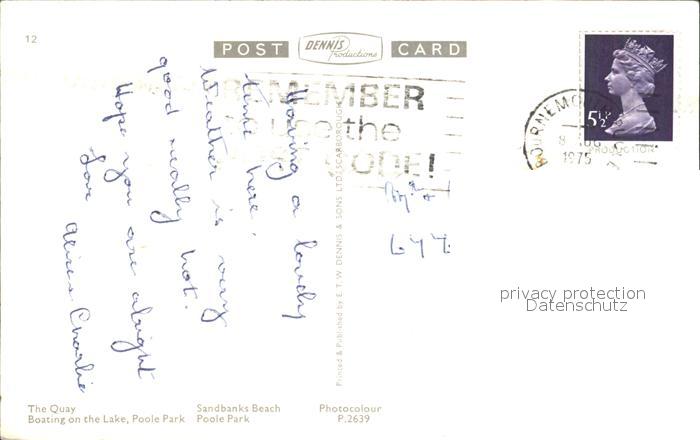 12
POST CARD
DENNIS
Productions
REMEMBER
use the
CODE!
BOURNEMOUTH
1975
5½P
Having a lovely
time here.
Weather is very
good really hot.
Hope you are alright
Love Alice & Charlie
privacy protection
Datenschutz
Printed & Published by E.T.W. DENNIS & SONS LTD., SCARBOROUGH
The Quay
Boating on the Lake, Poole Park
Sandbanks Beach
Poole Park
Photocolour
P.2639